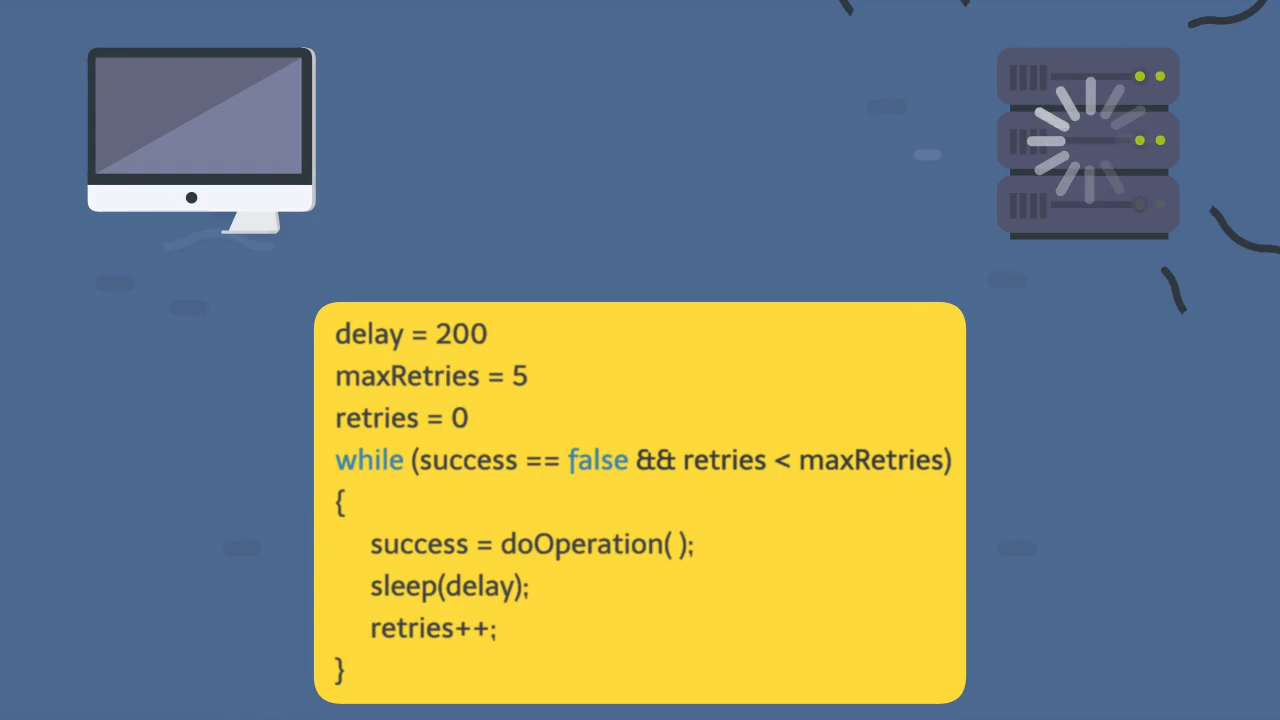 delay = 200
maxRetries = 5
retries = 0
while (success == false && retries < maxRetries)
{
success = doOperation( );
sleep(delay);
retries++;
}